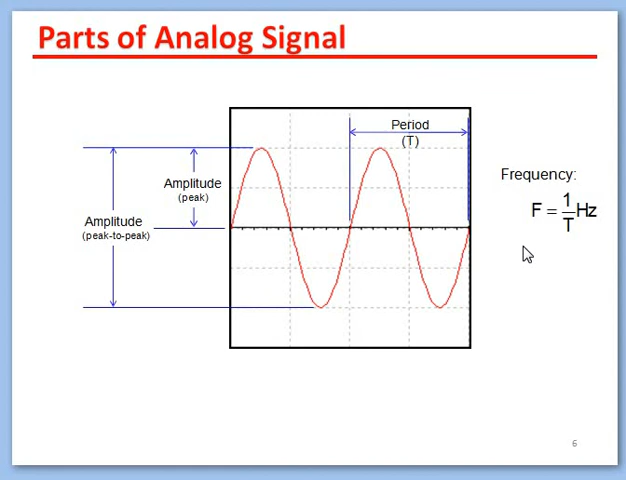 Parts of Analog Signal
Period
(T)
Amplitude
(peak)
Amplitude
(peak-to-peak)
Frequency:
F = 1/T Hz
6